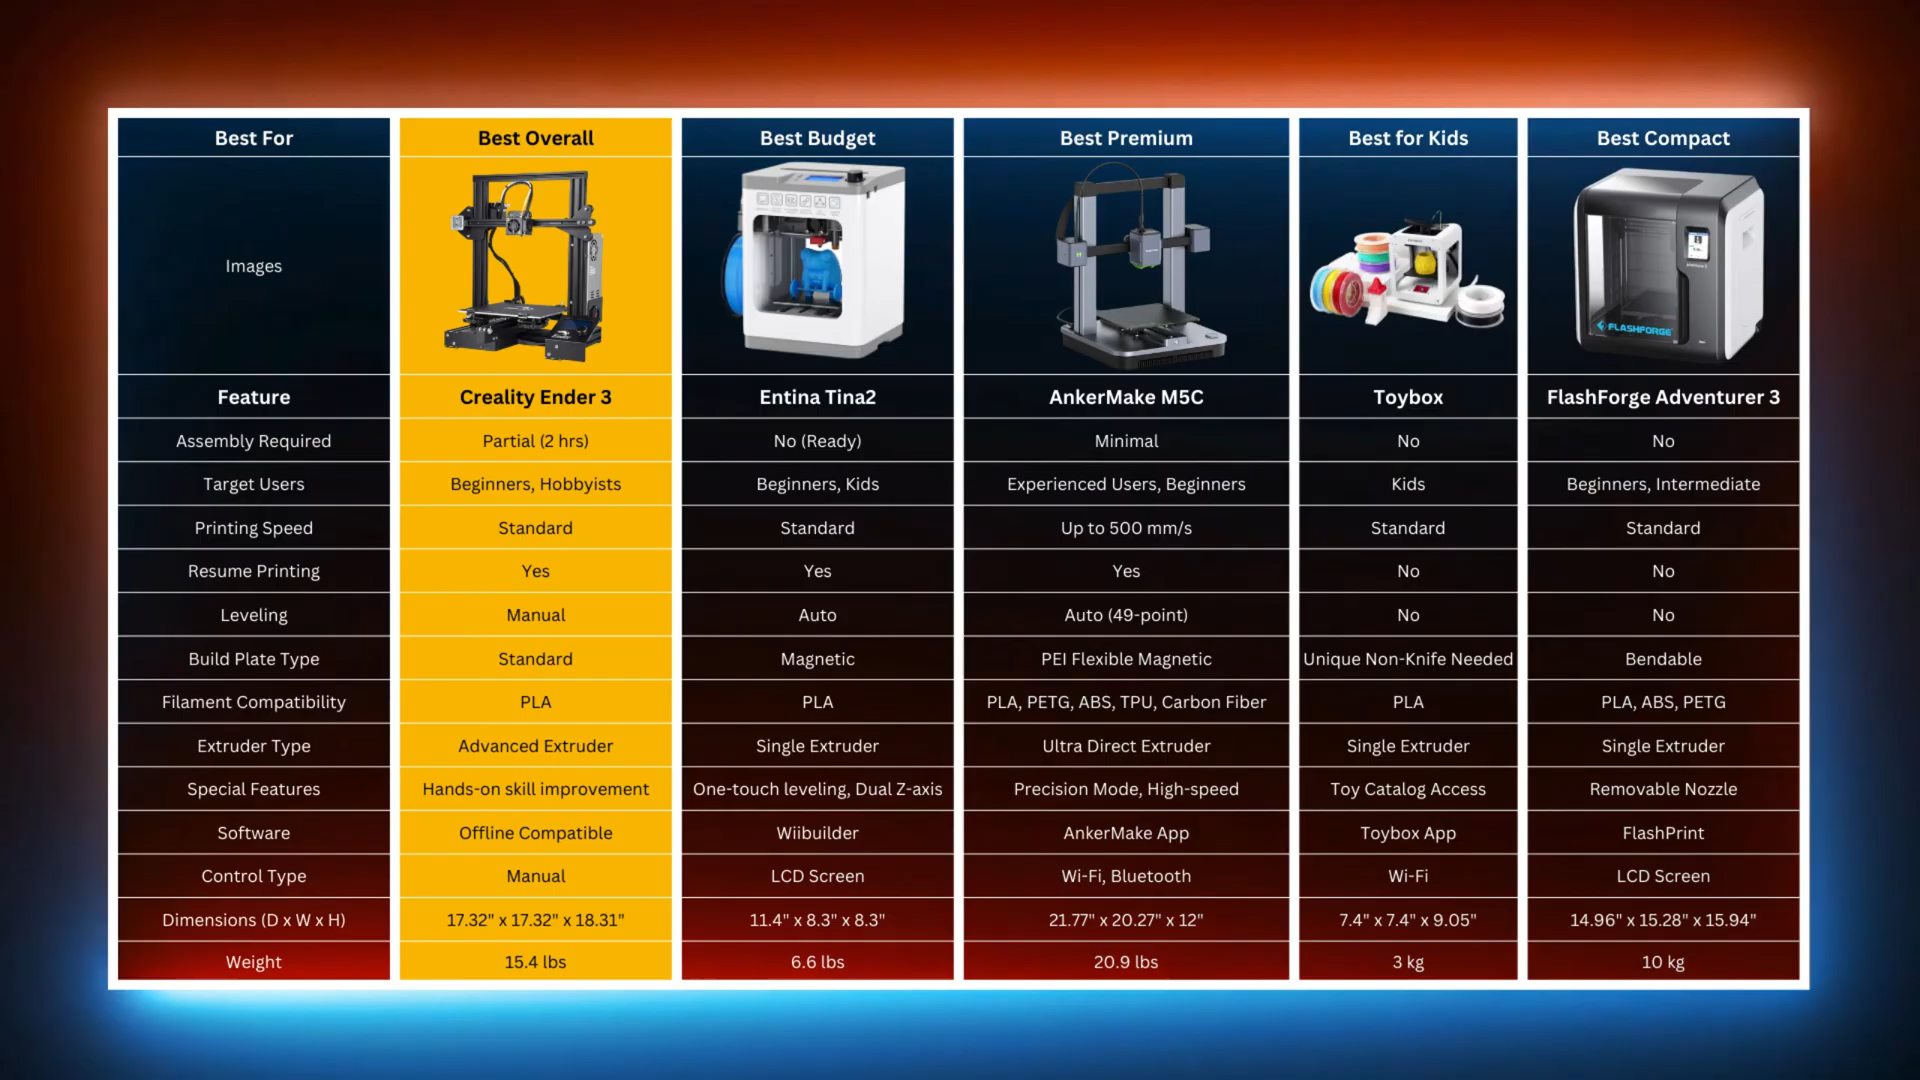 Best For Best Overall Best Budget Best Premium Best for Kids Best Compact
Images
FLASHFORGE
Feature Creality Ender 3 Entina Tina2 AnkerMake M5C Toybox FlashForge Adventurer 3
Assembly Required Partial (2 hrs) No (Ready) Minimal No No
Target Users Beginners, Hobbyists Beginners, Kids Experienced Users, Beginners Kids Beginners, Intermediate
Printing Speed Standard Standard Up to 500 mm/s Standard Standard
Resume Printing Yes Yes Yes No No
Leveling Manual Auto Auto (49-point) No No
Build Plate Type Standard Magnetic PEI Flexible Magnetic Unique Non-Knife Needed Bendable
Filament Compatibility PLA PLA PLA, PETG, ABS, TPU, Carbon Fiber PLA PLA, ABS, PETG
Extruder Type Advanced Extruder Single Extruder Ultra Direct Extruder Single Extruder Single Extruder
Special Features Hands-on skill improvement One-touch leveling, Dual Z-axis Precision Mode, High-speed Toy Catalog Access Removable Nozzle
Software Offline Compatible Wiibuilder AnkerMake App Toybox App FlashPrint
Control Type Manual LCD Screen Wi-Fi, Bluetooth Wi-Fi LCD Screen
Dimensions (D x W x H) 17.32" x 17.32" x 18.31" 11.4" x 8.3" x 8.3" 21.77" x 20.27" x 12" 7.4" x 7.4" x 9.05" 14.96" x 15.28" x 15.94"
Weight 15.4 lbs 6.6 lbs 20.9 lbs 3 kg 10 kg